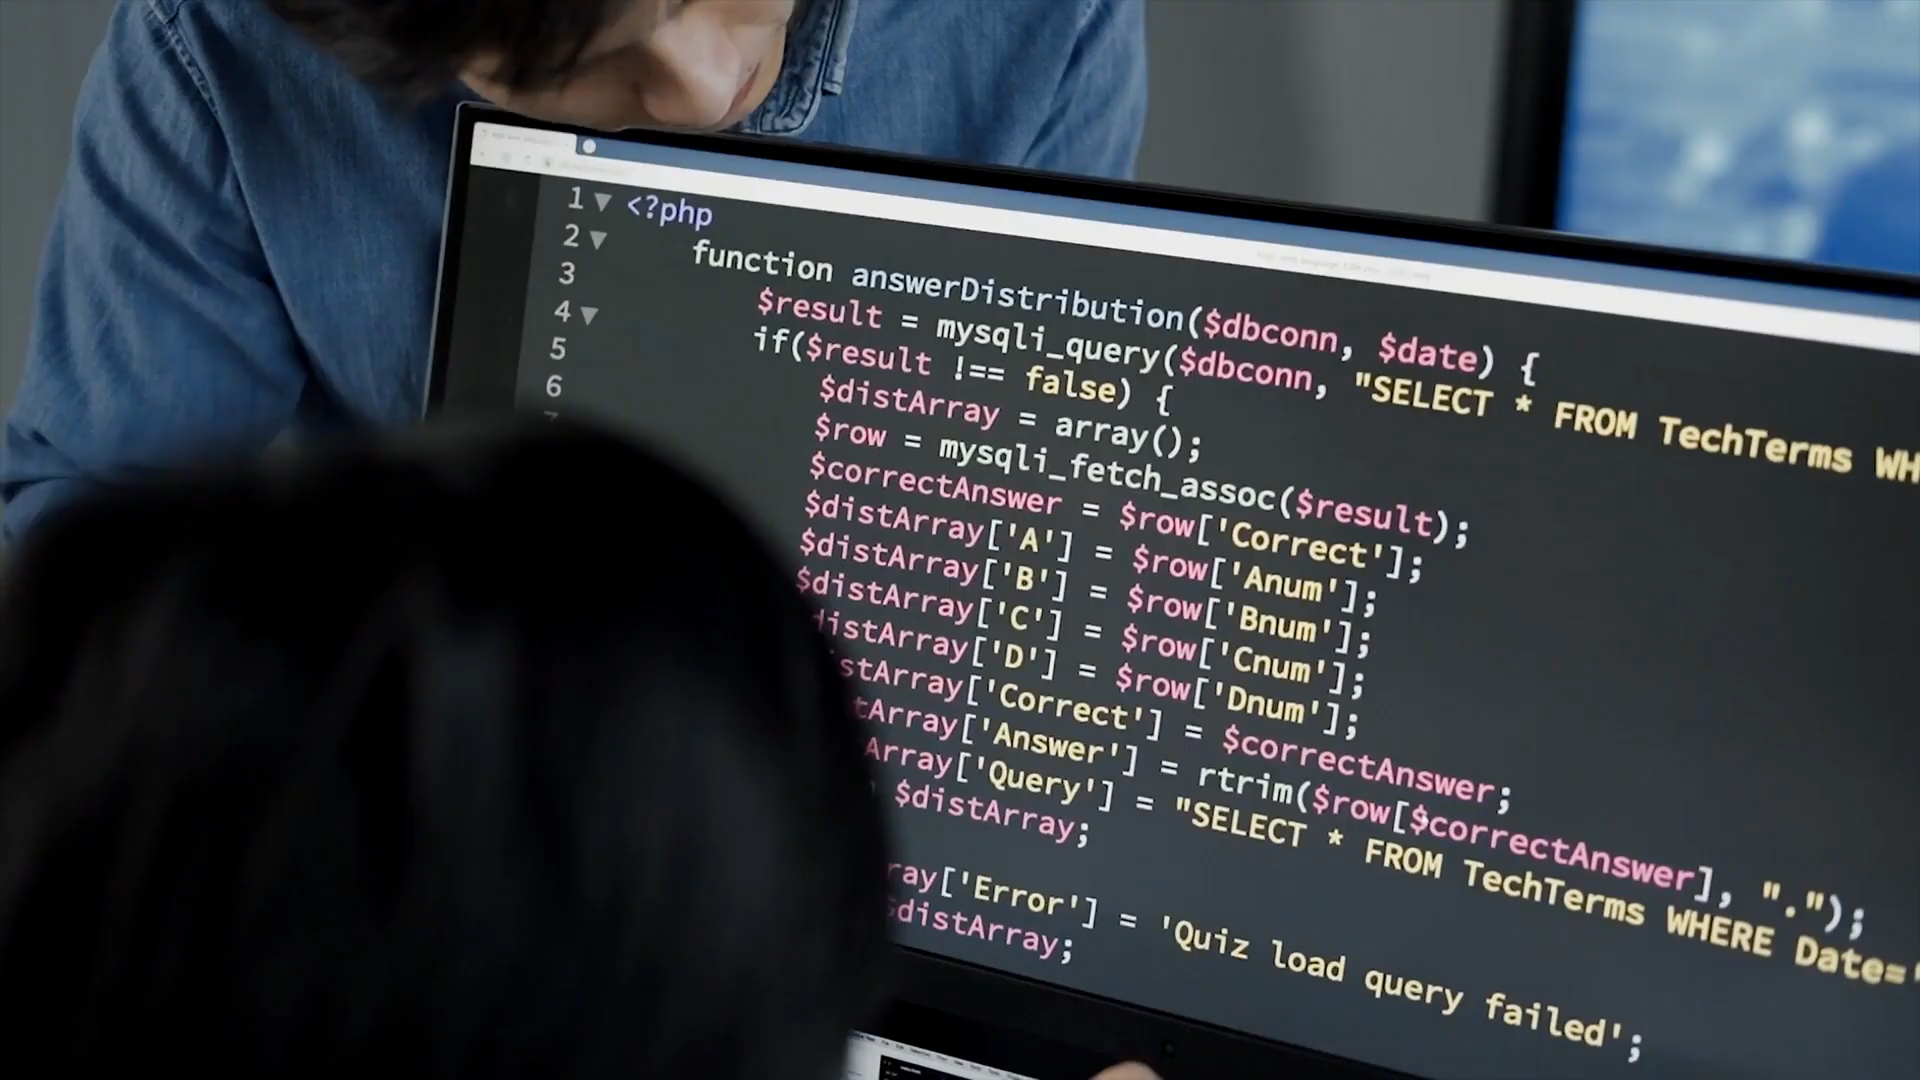 1 <?php
2 function answerDistribution($dbconn, $date) {
3 $result = mysqli_query($dbconn, "SELECT * FROM TechTerms WH
4 if($result !== false) {
5 $distArray = array();
6 $row = mysqli_fetch_assoc($result);
$correctAnswer = $row['Correct'];
$distArray['A'] = $row['Anum'];
$distArray['B'] = $row['Bnum'];
$distArray['C'] = $row['Cnum'];
distArray['D'] = $row['Dnum'];
stArray['Correct'] = $correctAnswer;
tArray['Answer'] = rtrim($row[$correctAnswer], ".");
Array['Query'] = "SELECT * FROM TechTerms WHERE Date='
$distArray;
ray['Error'] = 'Quiz load query failed';
$distArray;